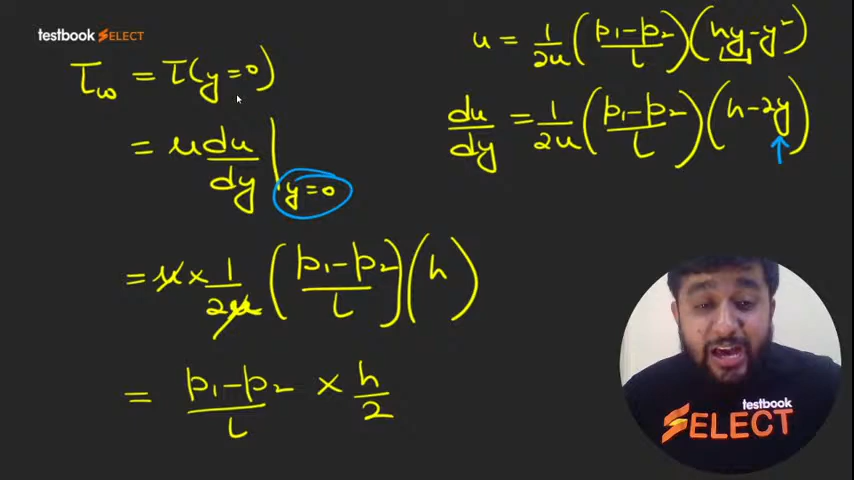 testbook SELECT
τw = τ(y=0)
= μ du/dy | y=0
= μ × 1/2μ (p₁-p₂/L) (h)
= p₁-p₂/L × h/2
u = 1/2μ (p₁-p₂/L) (hy-y²)
du/dy = 1/2μ (p₁-p₂/L) (h-2y)
testbook
SELECT